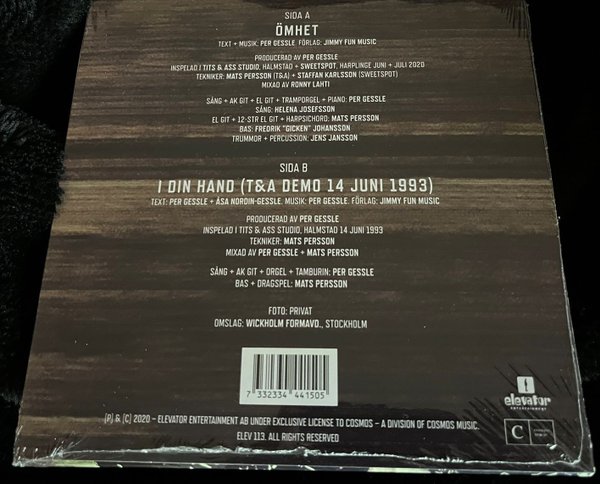 SIDA A
ÖMHET
TEXT + MUSIK: PER GESSLE. FÖRLAG: JIMMY FUN MUSIC
PRODUCERAD AV PER GESSLE
INSPELAD I TITS & ASS STUDIO, HALMSTAD + SWEETSPOT, HARPLINGE JUNI + JULI 2020
TEKNIKER: MATS PERSSON (T&A) + STAFFAN KARLSSON (SWEETSPOT)
MIXAD AV RONNY LAHTI
SÅNG + AK GIT + EL GIT + TRAMPORGEL + PIANO: PER GESSLE
SÅNG: HELENA JOSEFSSON
EL GIT + 12-STR EL GIT + HARPSICHORD: MATS PERSSON
BAS: FREDRIK "GICKEN" JOHANSSON
TRUMMOR + PERCUSSION: JENS JANSSON
SIDA B
I DIN HAND (T&A DEMO 14 JUNI 1993)
TEXT: PER GESSLE + ÅSA NORDIN-GESSLE. MUSIK: PER GESSLE. FÖRLAG: JIMMY FUN MUSIC
PRODUCERAD AV PER GESSLE
INSPELAD I TITS & ASS STUDIO, HALMSTAD 14 JUNI 1993
TEKNIKER: MATS PERSSON
MIXAD AV PER GESSLE + MATS PERSSON
SÅNG + AK GIT + ORGEL + TAMBURIN: PER GESSLE
BAS + DRAGSPEL: MATS PERSSON
FOTO: PRIVAT
OMSLAG: WICKHOLM FORMAVD., STOCKHOLM
7 332334 441505
elevator
ENTERTAINMENT
(P) & (C) 2020 – ELEVATOR ENTERTAINMENT AB UNDER EXCLUSIVE LICENSE TO COSMOS – A DIVISION OF COSMOS MUSIC.
ELEV 113. ALL RIGHTS RESERVED
C